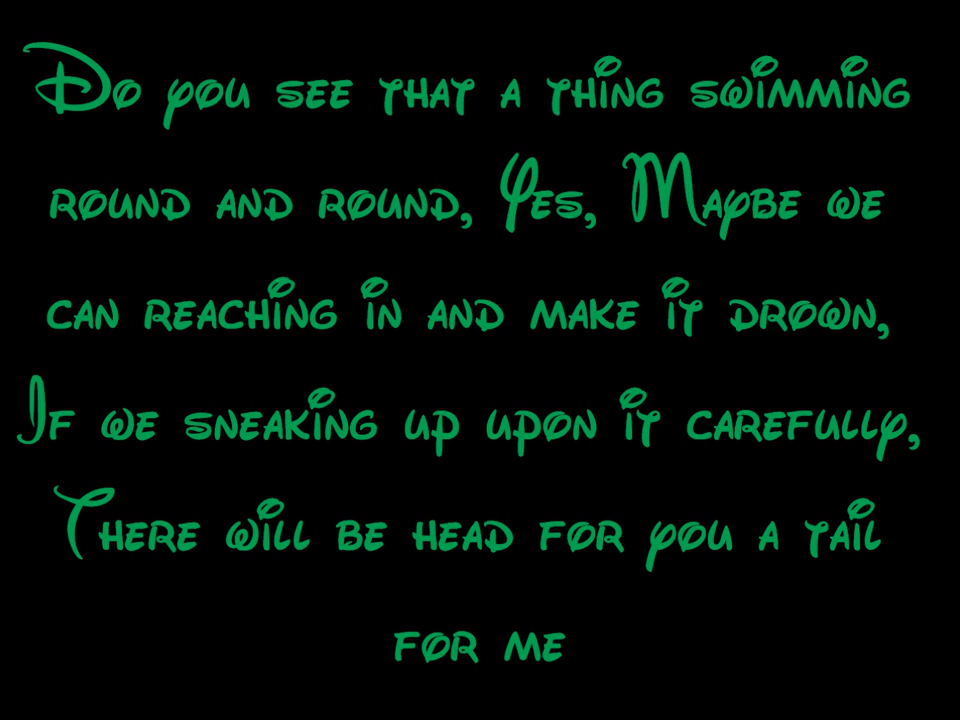 Do you see that a thing swimming
round and round, Yes, Maybe we
can reaching in and make it drown,
If we sneaking up upon it carefully,
There will be head for you a tail
for me